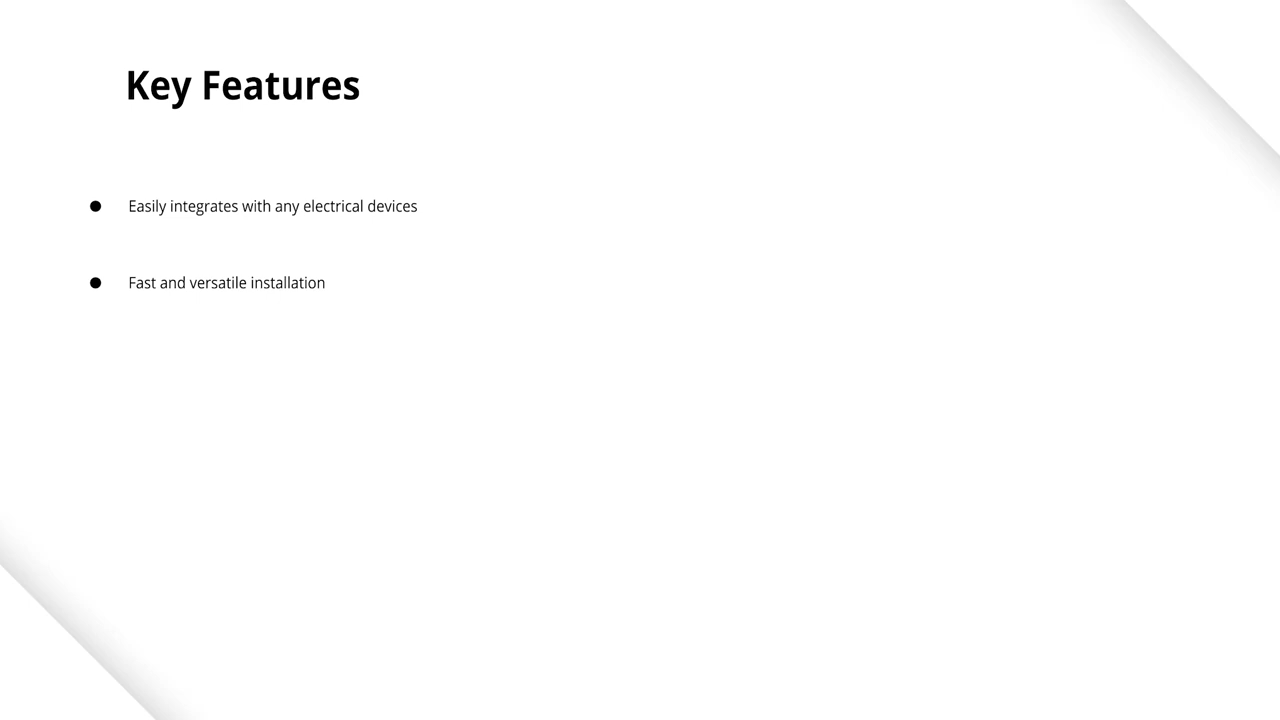 Key Features
● Easily integrates with any electrical devices
● Fast and versatile installation